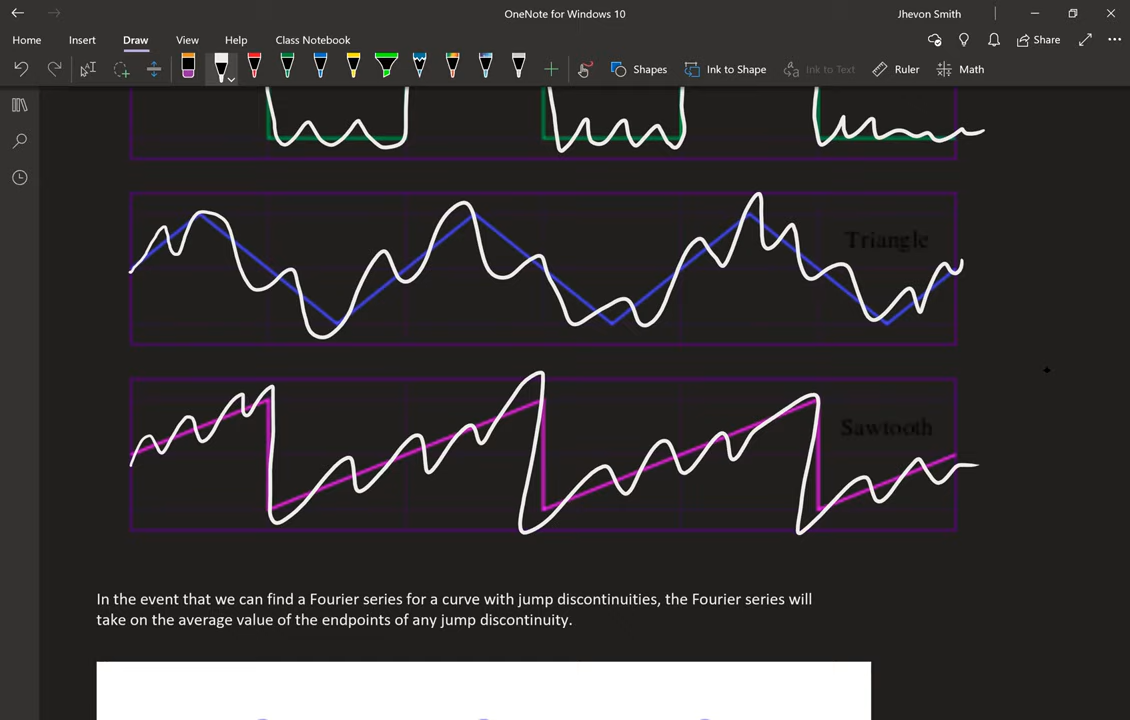 OneNote for Windows 10
Jhevon Smith
Home Insert Draw View Help Class Notebook
Share
Shapes Ink to Shape Ink to Text Ruler Math
Triangle
Sawtooth
In the event that we can find a Fourier series for a curve with jump discontinuities, the Fourier series will
take on the average value of the endpoints of any jump discontinuity.